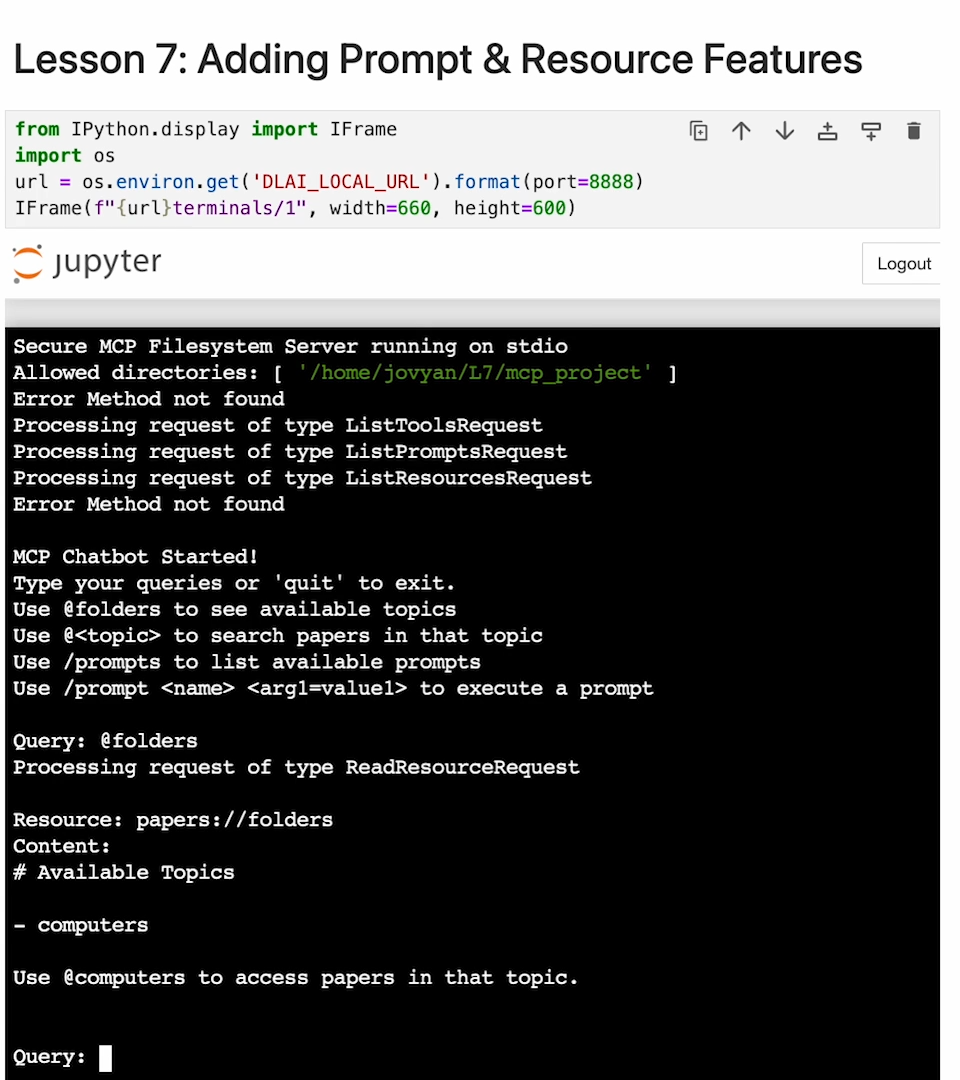 Lesson 7: Adding Prompt & Resource Features
from IPython.display import IFrame
import os
url = os.environ.get('DLAI_LOCAL_URL').format(port=8888)
IFrame(f"{url}terminals/1", width=660, height=600)
jupyter
Logout
Secure MCP Filesystem Server running on stdio
Allowed directories: [ '/home/jovyan/L7/mcp_project' ]
Error Method not found
Processing request of type ListToolsRequest
Processing request of type ListPromptsRequest
Processing request of type ListResourcesRequest
Error Method not found
MCP Chatbot Started!
Type your queries or 'quit' to exit.
Use @folders to see available topics
Use @<topic> to search papers in that topic
Use /prompts to list available prompts
Use /prompt <name> <arg1=value1> to execute a prompt
Query: @folders
Processing request of type ReadResourceRequest
Resource: papers://folders
Content:
# Available Topics
- computers
Use @computers to access papers in that topic.
Query: